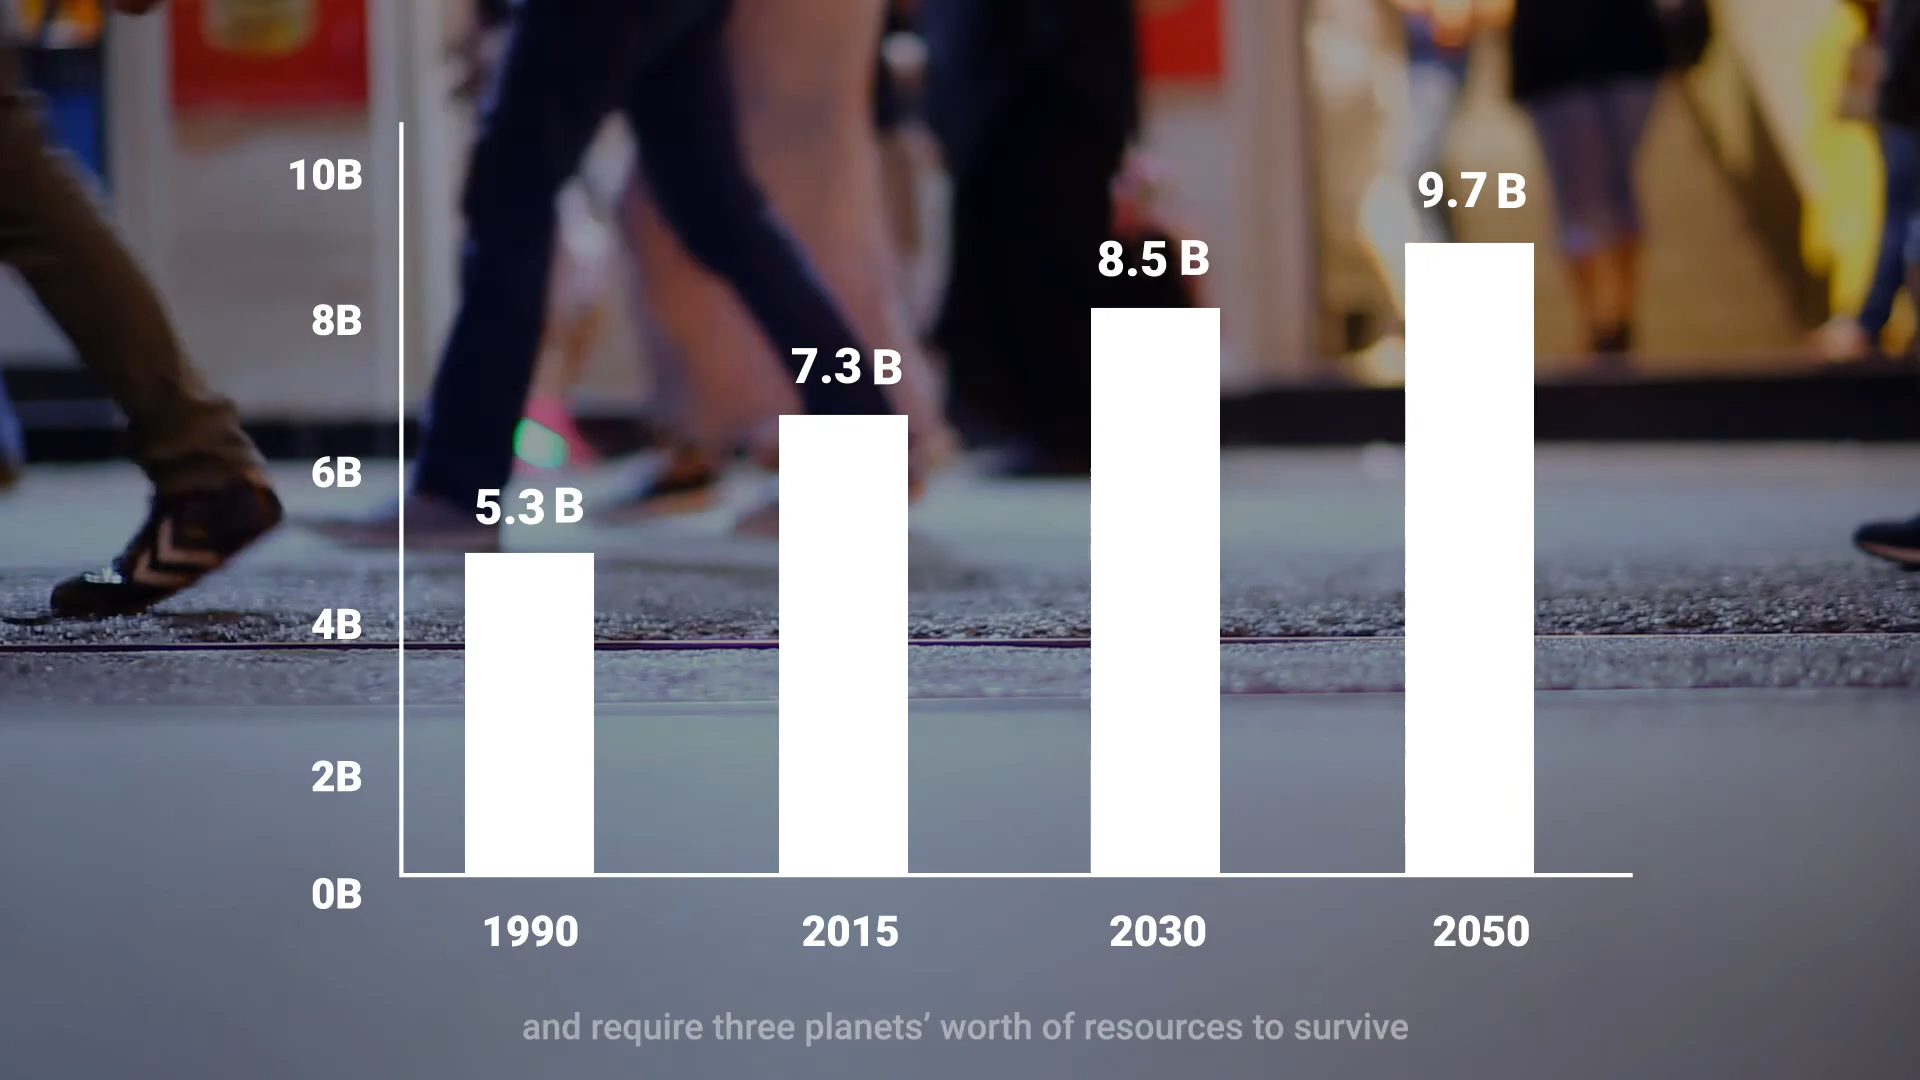 10B
8B
6B
4B
2B
0B
5.3 B
7.3 B
8.5 B
9.7 B
1990
2015
2030
2050
and require three planets’ worth of resources to survive